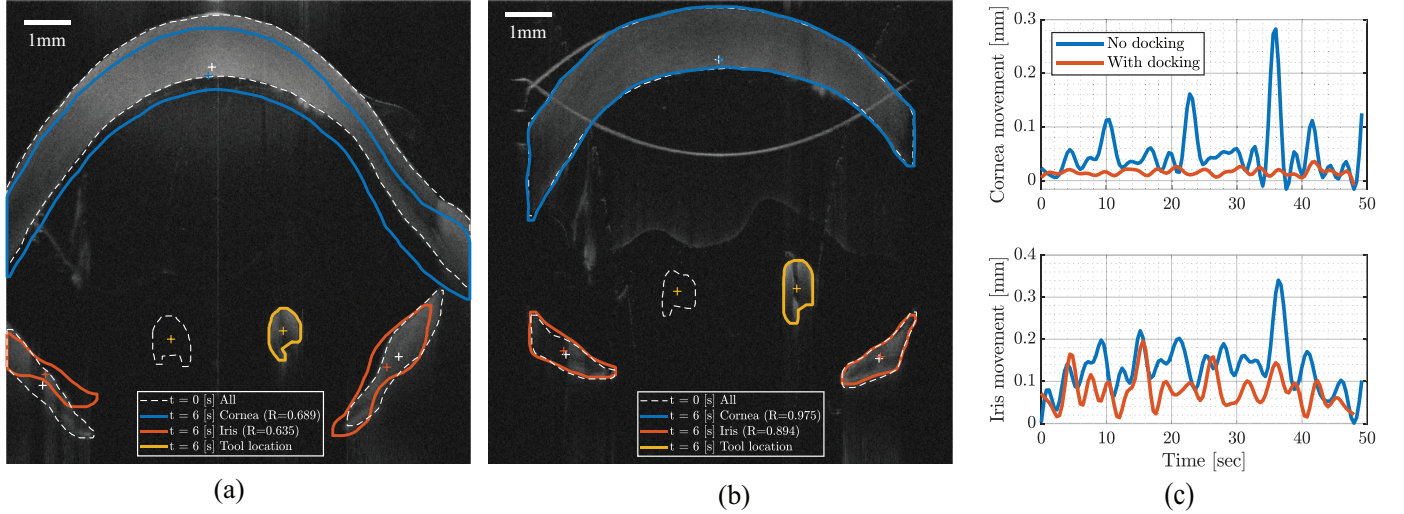 1mm
t = 0 [s] All
t = 6 [s] Cornea (R=0.689)
t = 6 [s] Iris (R=0.635)
t = 6 [s] Tool location
(a)
1mm
t = 0 [s] All
t = 6 [s] Cornea (R=0.975)
t = 6 [s] Iris (R=0.894)
t = 6 [s] Tool location
(b)
Cornea movement [mm]
0.3
0.2
0.1
0
No docking
With docking
0 10 20 30 40 50
Iris movement [mm]
0.4
0.3
0.2
0.1
0
0 10 20 30 40 50
Time [sec]
(c)